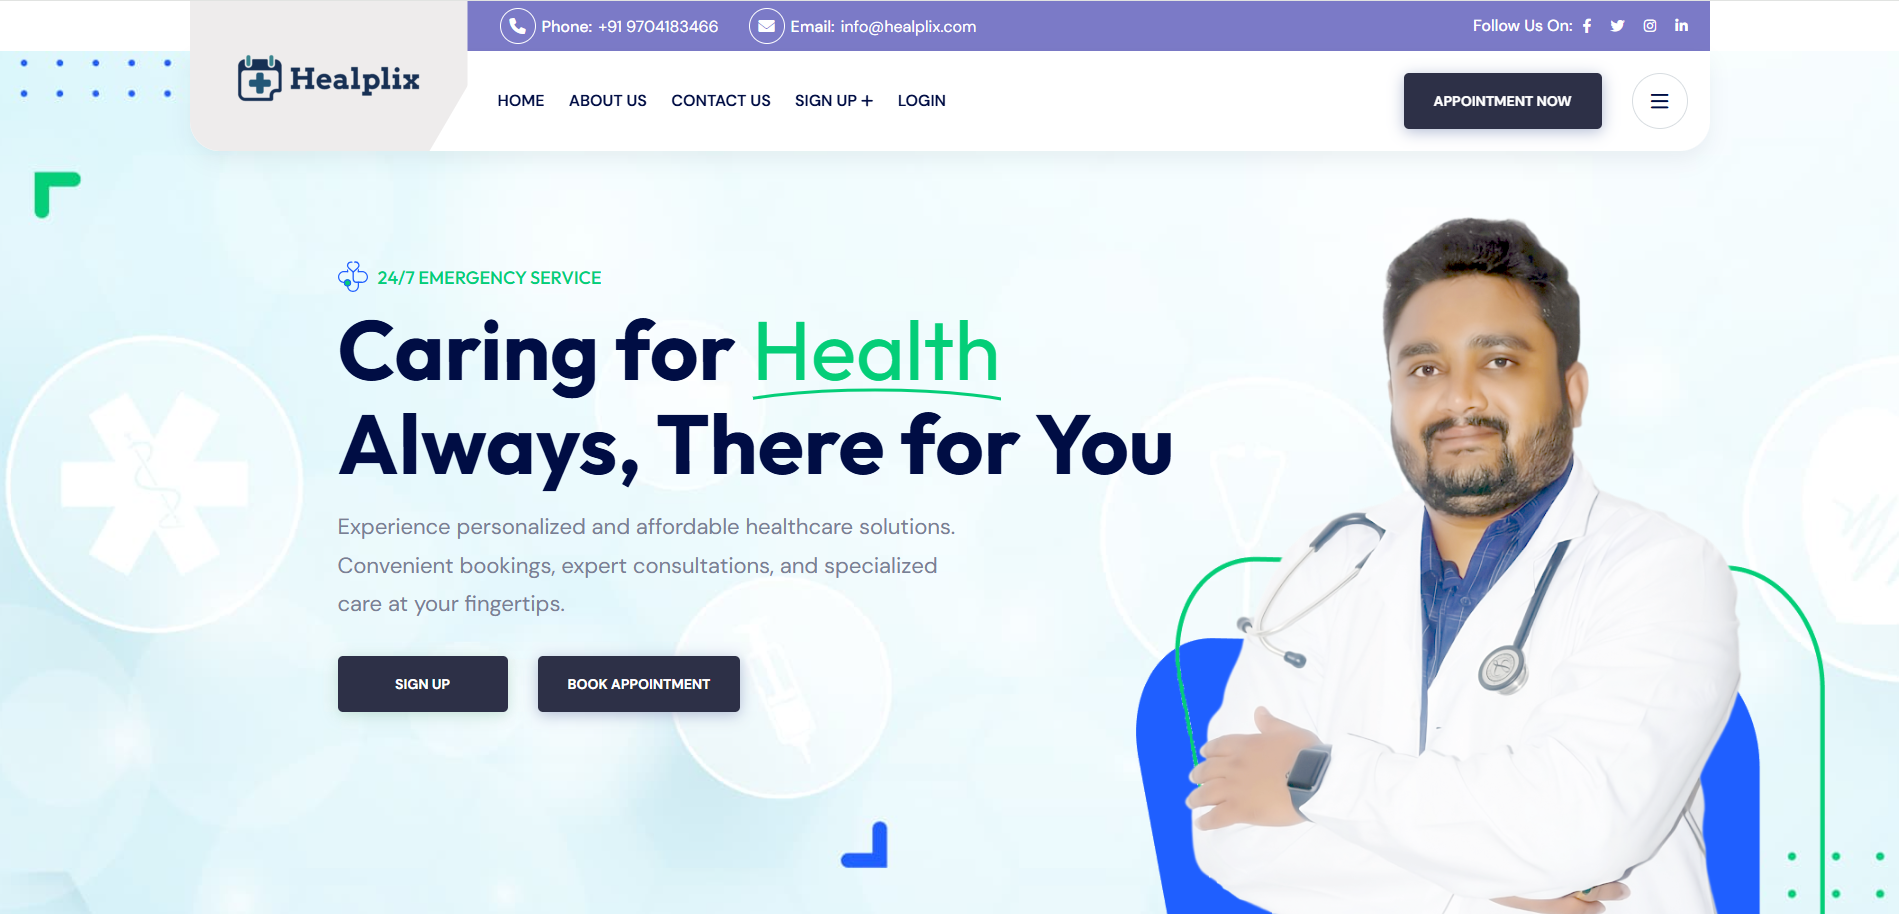 Phone: +91 9704183466 Email: info@healplix.com Follow Us On:
Healplix
HOME ABOUT US CONTACT US SIGN UP + LOGIN APPOINTMENT NOW
24/7 EMERGENCY SERVICE
Caring for Health
Always, There for You
Experience personalized and affordable healthcare solutions.
Convenient bookings, expert consultations, and specialized
care at your fingertips.
SIGN UP BOOK APPOINTMENT